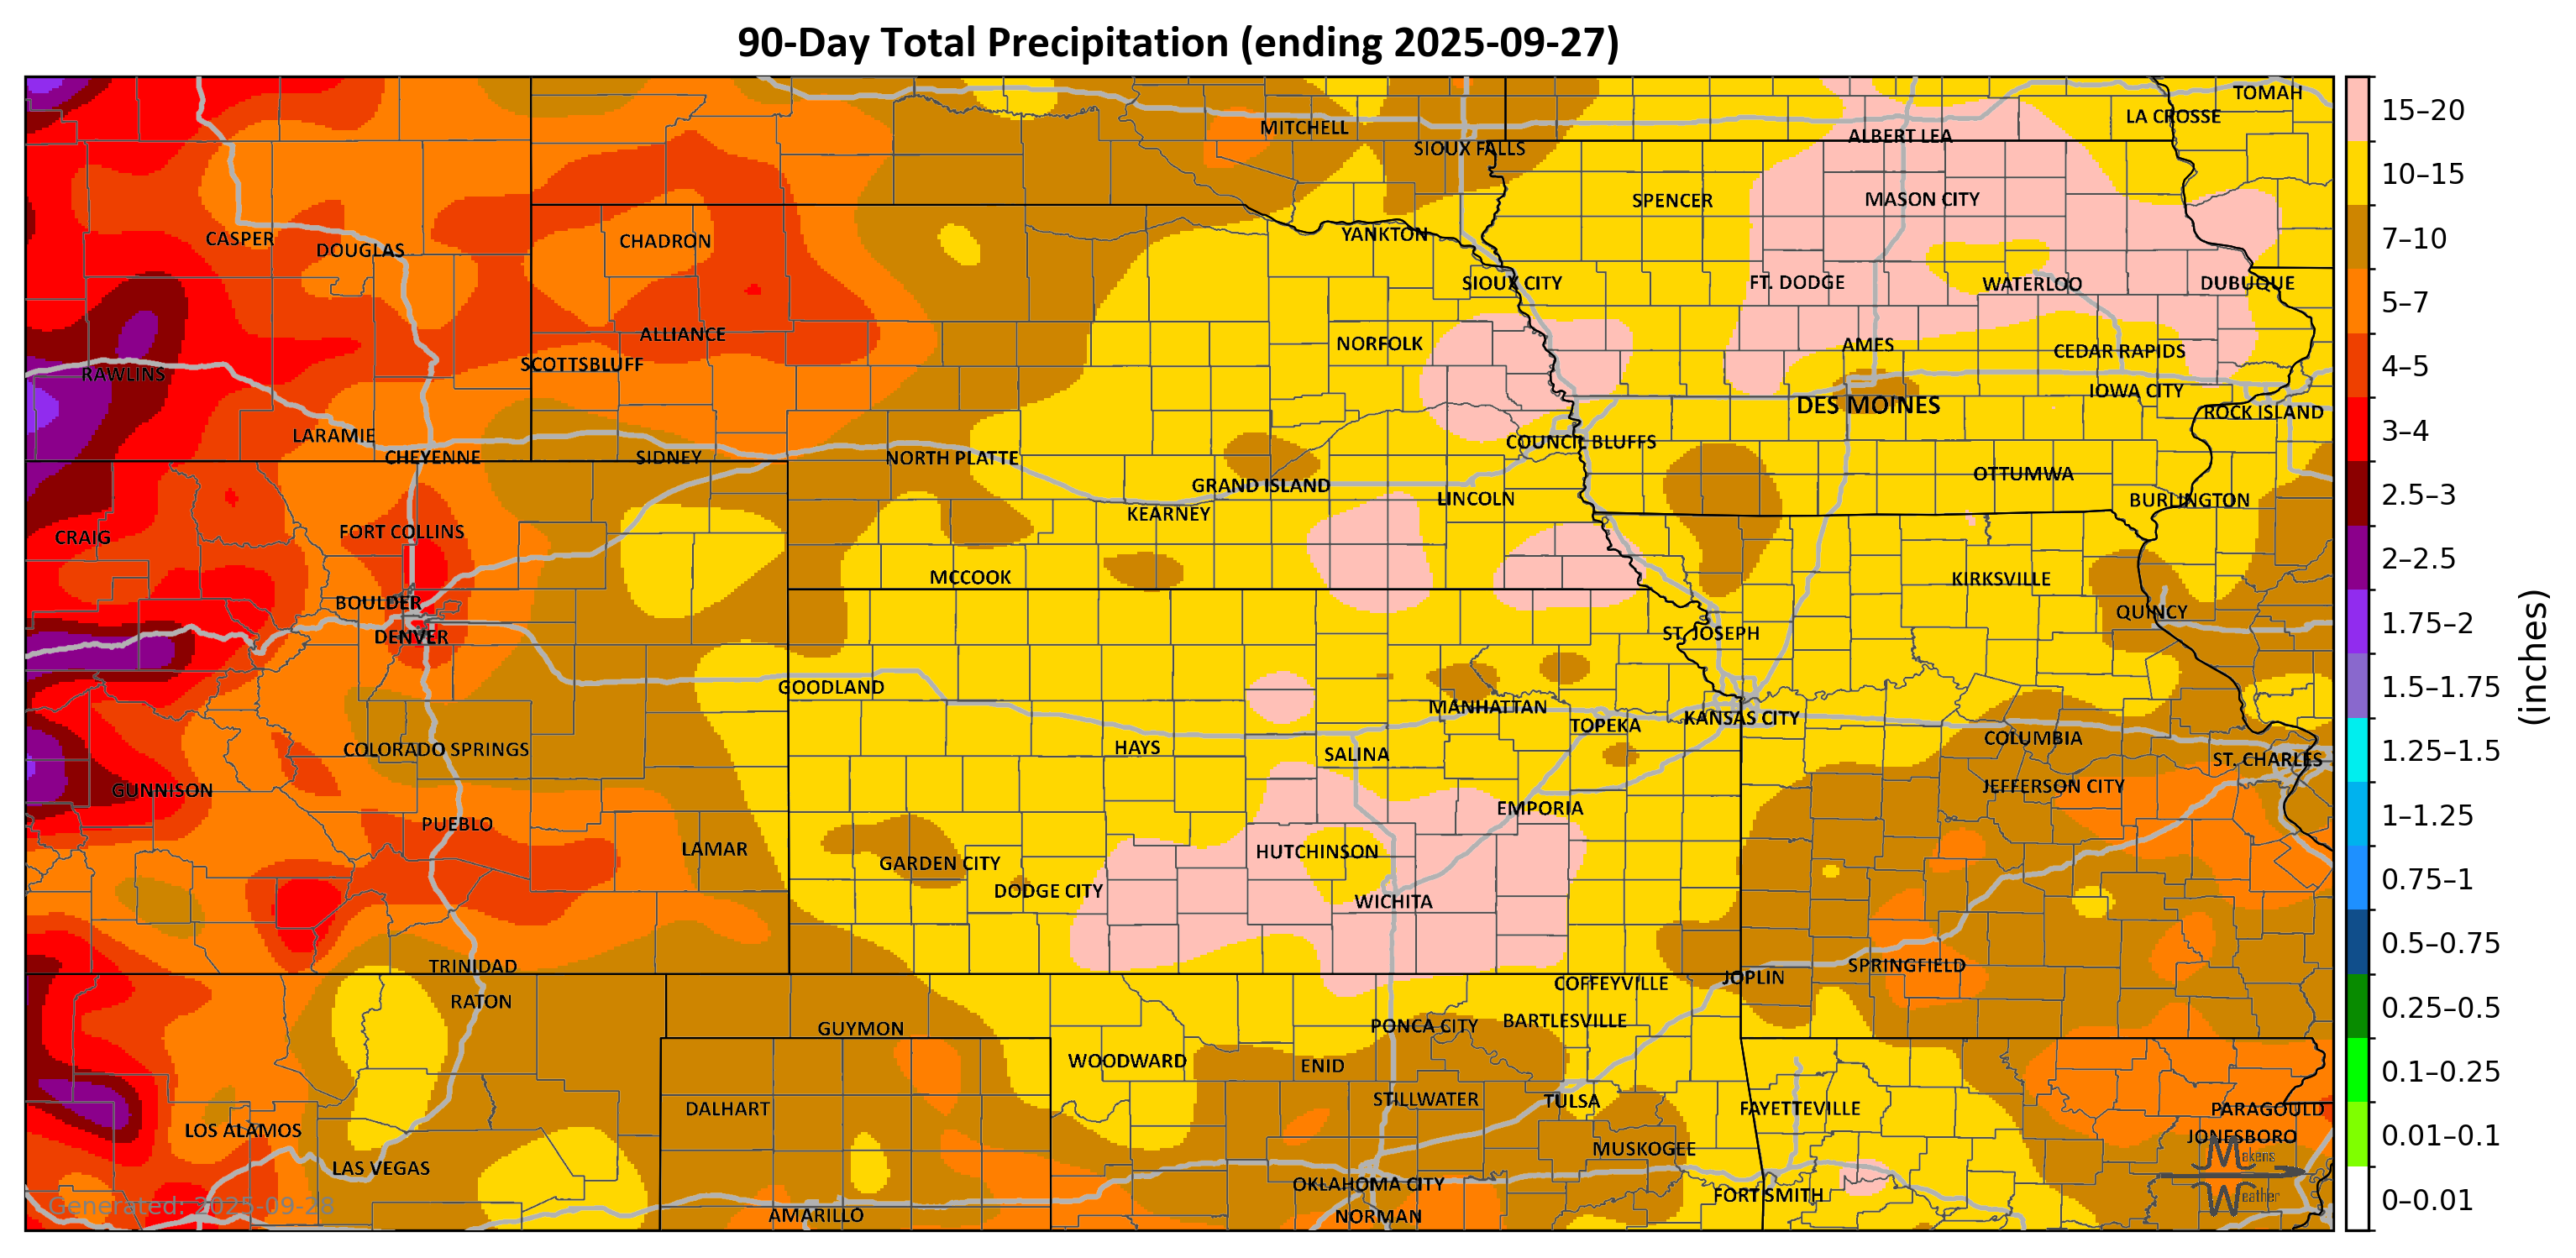 90-Day Total Precipitation (ending 2025-09-27)
TOMAH
LA CROSSE
MITCHELL
ALBERT LEA
SIOUX FALLS
SPENCER
MASON CITY
YANKTON
CASPER
DOUGLAS
CHADRON
SIOUX CITY
FT. DODGE
WATERLOO
DUBUQUE
ALLIANCE
NORFOLK
AMES
CEDAR RAPIDS
SCOTTSBLUFF
RAWLINS
IOWA CITY
DES MOINES
ROCK ISLAND
LARAMIE
COUNCIL BLUFFS
CHEYENNE
SIDNEY
NORTH PLATTE
OTTUMWA
GRAND ISLAND
LINCOLN
BURLINGTON
KEARNEY
CRAIG
FORT COLLINS
MCCOOK
KIRKSVILLE
BOULDER
QUINCY
DENVER
ST. JOSEPH
GOODLAND
MANHATTAN
TOPEKA
KANSAS CITY
COLORADO SPRINGS
HAYS
SALINA
COLUMBIA
ST. CHARLES
GUNNISON
JEFFERSON CITY
EMPORIA
PUEBLO
LAMAR
HUTCHINSON
GARDEN CITY
DODGE CITY
WICHITA
TRINIDAD
SPRINGFIELD
JOPLIN
COFFEYVILLE
RATON
GUYMON
PONCA CITY
BARTLESVILLE
WOODWARD
ENID
DALHART
STILLWATER
TULSA
FAYETTEVILLE
PARAGOULD
LOS ALAMOS
JONESBORO
MUSKOGEE
LAS VEGAS
OKLAHOMA CITY
FORT SMITH
AMARILLO
NORMAN
Makens
Weather
Generated: 2025-09-28
15–20
10–15
7–10
5–7
4–5
3–4
2.5–3
2–2.5
1.75–2
1.5–1.75
1.25–1.5
1–1.25
0.75–1
0.5–0.75
0.25–0.5
0.1–0.25
0.01–0.1
0–0.01
(inches)